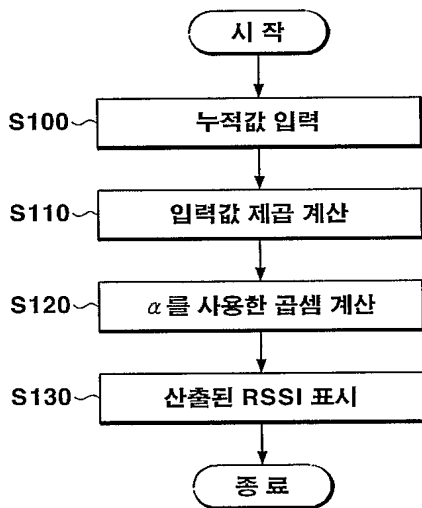 시 작
S100
누적값 입력
S110
입력값 제곱 계산
S120
α를 사용한 곱셈 계산
S130
산출된 RSSI 표시
종 료